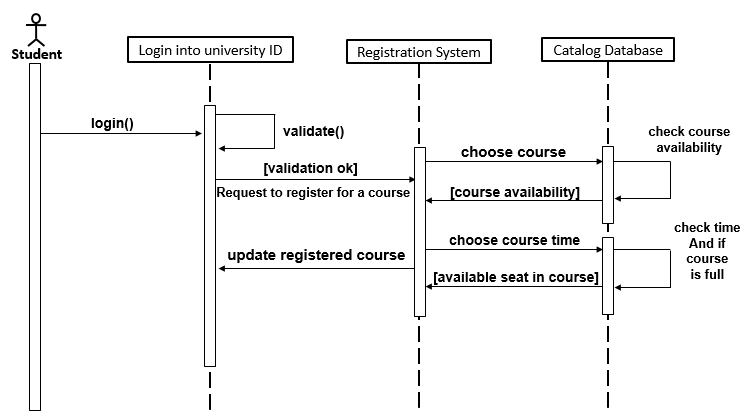 Student
Login into university ID
Registration System
Catalog Database
login()
validate()
[validation ok]
Request to register for a course
choose course
check course
availability
[course availability]
choose course time
check time
And if
course
is full
update registered course
[available seat in course]